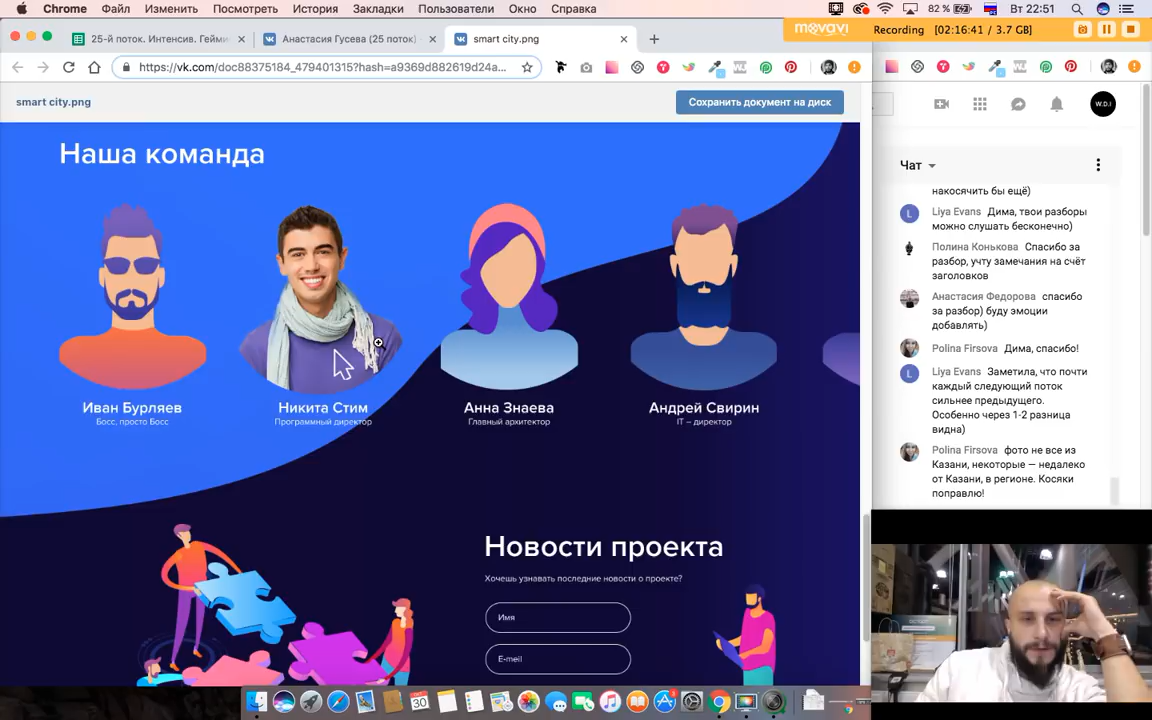 Chrome Файл Изменить Посмотреть История Закладки Пользователи Окно Справка
82 % Вт 22:51
25-й поток. Интенсив. Гейми
Анастасия Гусева (25 поток)
smart city.png
movavi
Recording [02:16:41 / 3.7 GB]
https://vk.com/doc88375184_479401315?hash=a9369d882619d24a...
smart city.png
Сохранить документ на диск
W.D.I
Наша команда
Иван Бурляев
Босс, просто Босс
Никита Стим
Программный директор
Анна Знаева
Главный архитектор
Андрей Свирин
IT – директор
Новости проекта
Хочешь узнавать последние новости о проекте?
Имя
E-meil
Чат
накосячить бы ещё)
L
Liya Evans Дима, твои разборы
можно слушать бесконечно)
Полина Конькова Спасибо за
разбор, учту замечания на счёт
заголовков
Анастасия Федорова спасибо
за разбор) буду эмоции
добавлять)
Polina Firsova Дима, спасибо!
L
Liya Evans Заметила, что почти
каждый следующий поток
сильнее предыдущего.
Особенно через 1-2 разница
видна)
Polina Firsova фото не все из
Казани, некоторые — недалеко
от Казани, в регионе. Косяки
поправлю!
30